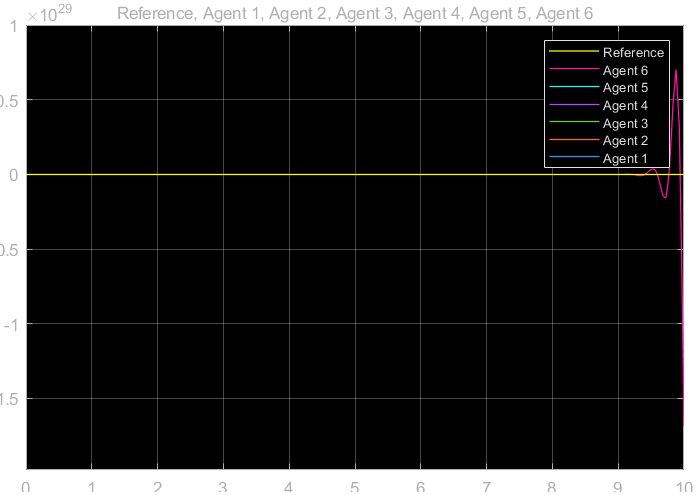 ×10^29
Reference, Agent 1, Agent 2, Agent 3, Agent 4, Agent 5, Agent 6
1
0.5
0
0.5
-1
1.5
Reference
Agent 6
Agent 5
Agent 4
Agent 3
Agent 2
Agent 1
0 1 2 3 4 5 6 7 8 9 10